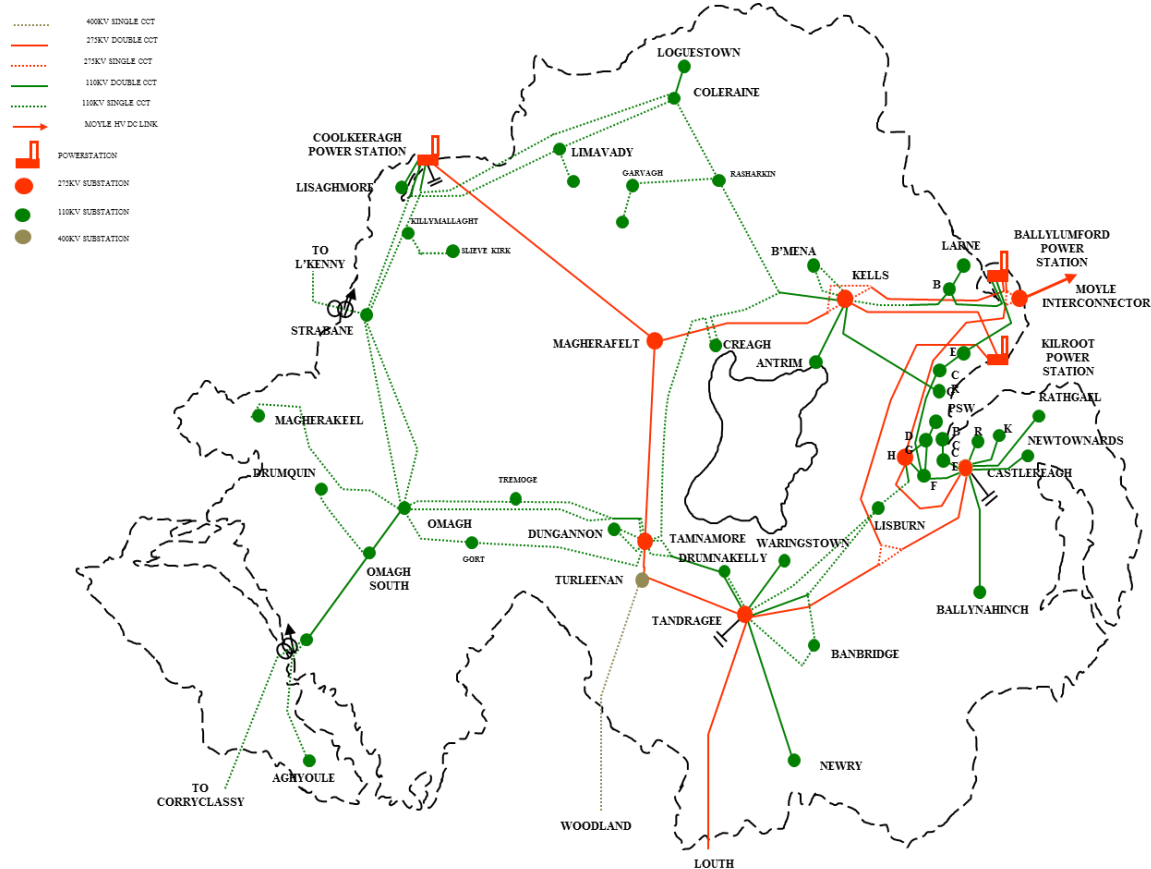 400KV SINGLE CCT
275KV DOUBLE CCT
275KV SINGLE CCT
110KV DOUBLE CCT
110KV SINGLE CCT
MOYLE HVDC LINK
POWERSTATION
275KV SUBSTATION
110KV SUBSTATION
400KV SUBSTATION
LOGUESTOWN
COLERAINE
COOLKEERAGH
POWER STATION
LIMAVADY
LISAGHMORE
GARVAGH
RASHARKIN
KILLYMALLAGHT
SLIEVE KIRK
TO
L'KENNY
STRABANE
B'MENA
KELLS
LARNE
B
BALLYLUMFORD
POWER
STATION
MOYLE
INTERCONNECTOR
MAGHERAFELT
CREAGH
ANTRIM
KILROOT
POWER
STATION
E
C
R
G
RATHGAEL
PSW
D
G
B
C
C
E
R
K
NEWTOWNARDS
H
F
CASTLEREAGH
MAGHERAKEEL
DRUMQUIN
TREMOGE
OMAGH
GORT
OMAGH
SOUTH
DUNGANNON
TAMNAMORE
DRUMNAKELLY
WARINGSTOWN
LISBURN
TURLEENAN
TANDRAGEE
BALLYNAHINCH
BANBRIDGE
AGHYOULE
TO
CORRYCLASSY
NEWRY
WOODLAND
LOUTH